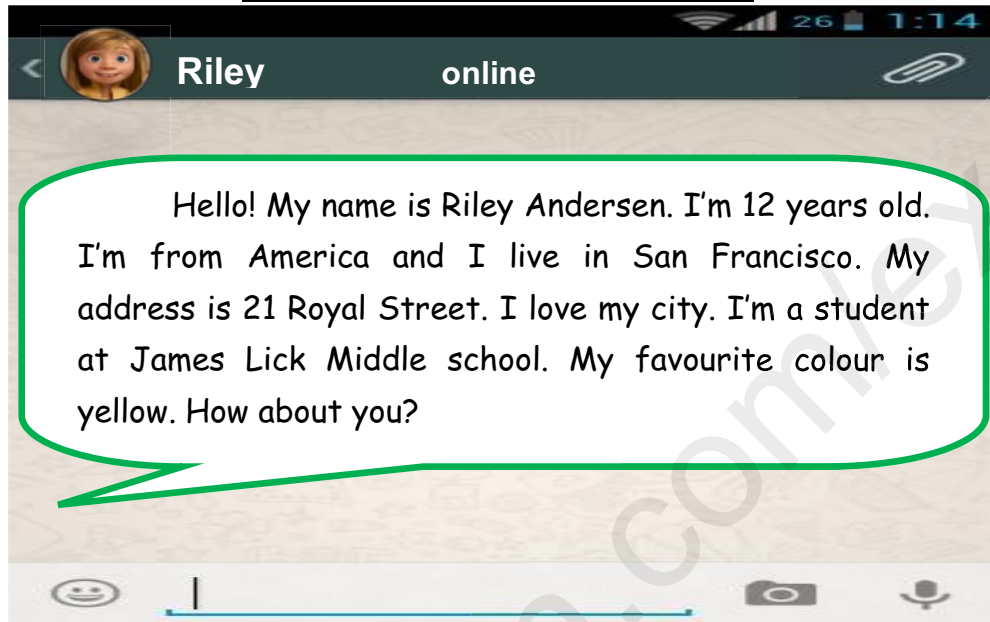 26 1:14
Riley online
Hello! My name is Riley Andersen. I'm 12 years old.
I'm from America and I live in San Francisco. My
address is 21 Royal Street. I love my city. I'm a student
at James Lick Middle school. My favourite colour is
yellow. How about you?